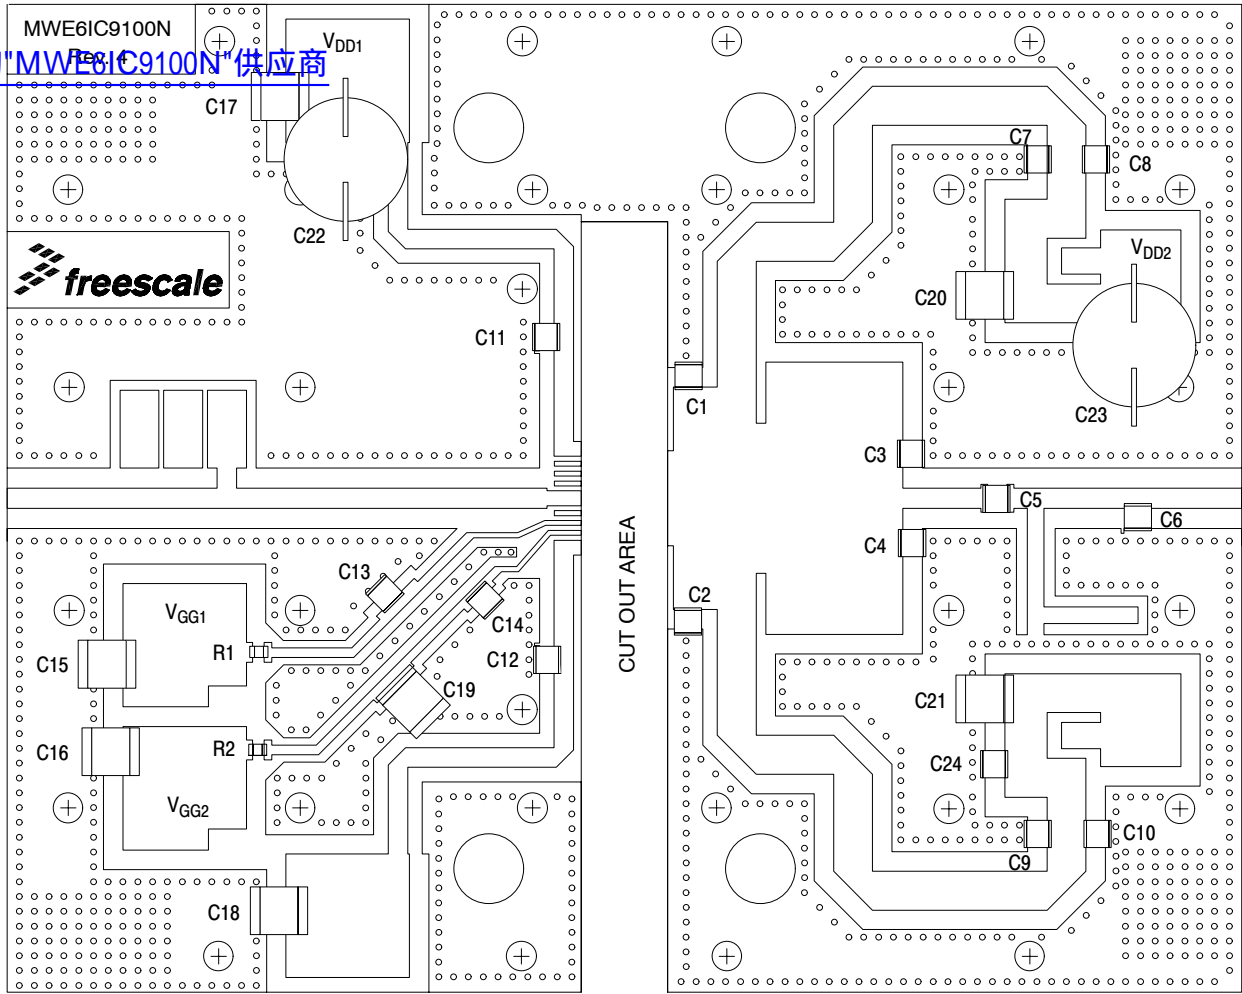 MWE6IC9100N
Rev. 4
"MWE6IC9100N"供应商
VDD1
C17
C22
C7
C8
VDD2
freescale
C20
C11
C1
C23
C3
C5
C6
C4
CUT OUT AREA
C13
C2
VGG1
C14
R1
C15
C12
C19
C21
R2
C16
C24
VGG2
C10
C9
C18